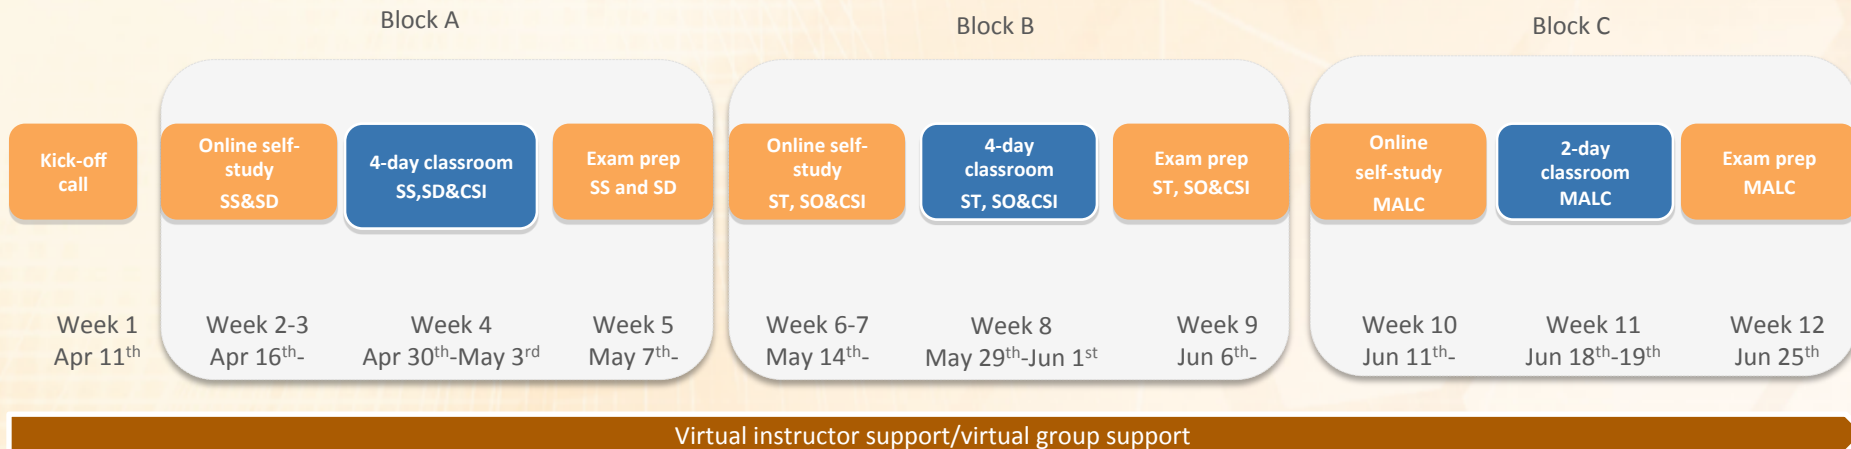 Block A
Block B
Block C
Kick-off
call
Online self-
study
SS&SD
4-day classroom
SS,SD&CSI
Exam prep
SS and SD
Online self-
study
ST, SO&CSI
4-day
classroom
ST, SO&CSI
Exam prep
ST, SO&CSI
Online
self-study
MALC
2-day
classroom
MALC
Exam prep
MALC
Week 1
Apr 11th
Week 2-3
Apr 16th-
Week 4
Apr 30th-May 3rd
Week 5
May 7th-
Week 6-7
May 14th-
Week 8
May 29th-Jun 1st
Week 9
Jun 6th-
Week 10
Jun 11th-
Week 11
Jun 18th-19th
Week 12
Jun 25th
Virtual instructor support/virtual group support